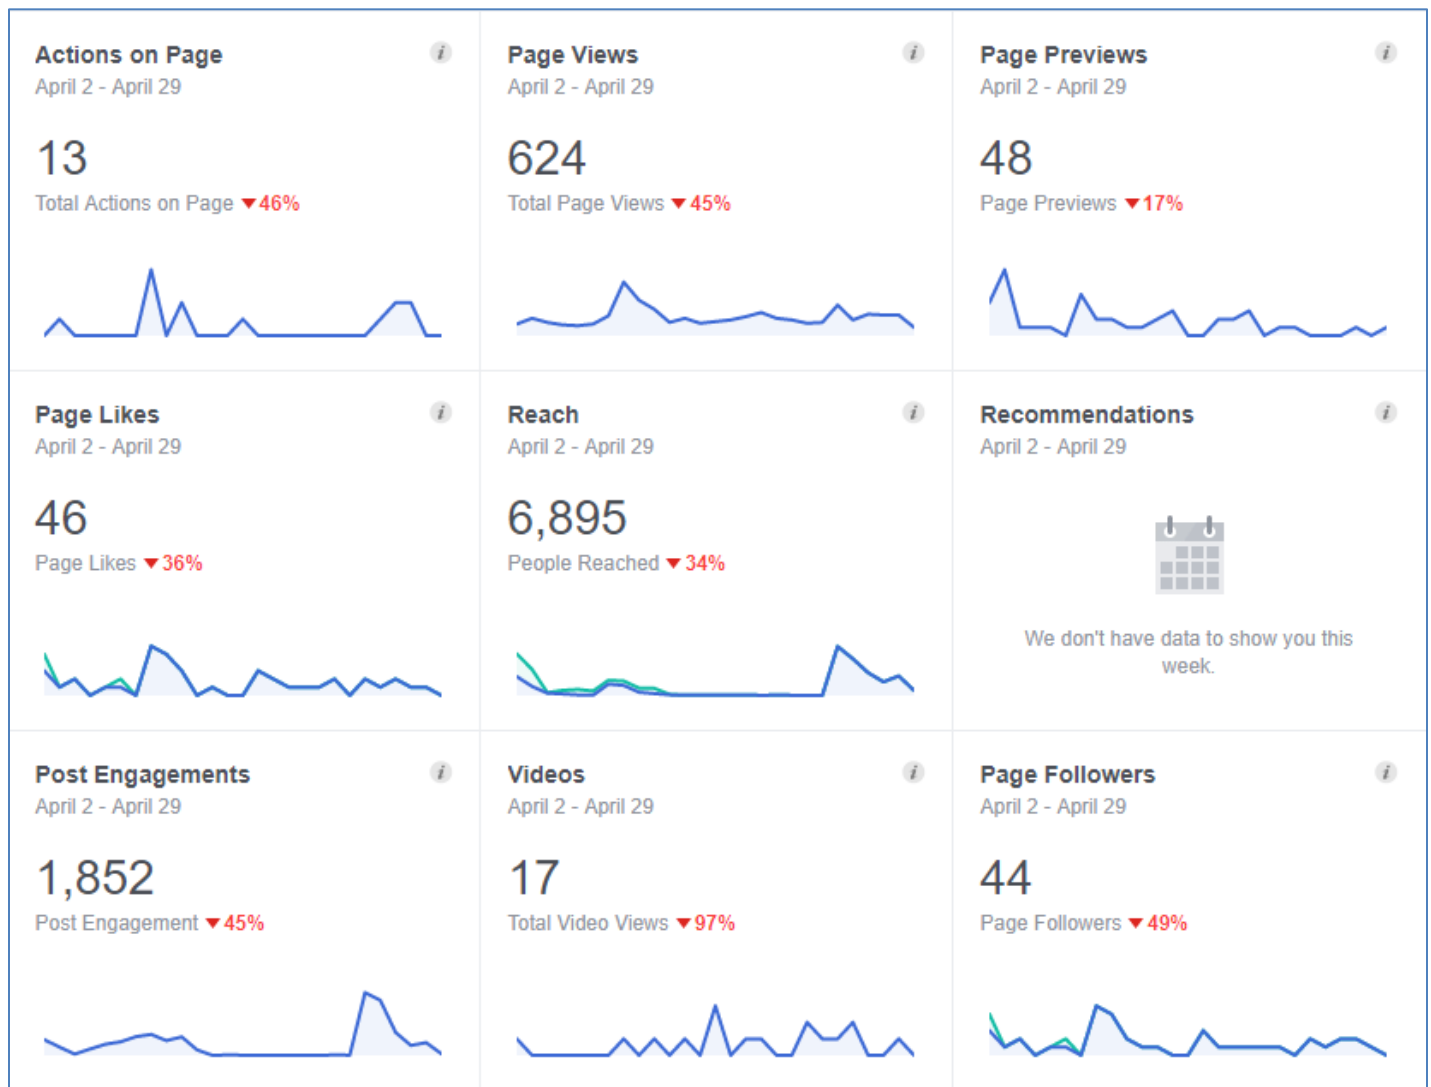 Actions on Page
April 2 - April 29
13
Total Actions on Page ▼46%
Page Views
April 2 - April 29
624
Total Page Views ▼45%
Page Previews
April 2 - April 29
48
Page Previews ▼17%
Page Likes
April 2 - April 29
46
Page Likes ▼36%
Reach
April 2 - April 29
6,895
People Reached ▼34%
Recommendations
April 2 - April 29
We don't have data to show you this
week.
Post Engagements
April 2 - April 29
1,852
Post Engagement ▼45%
Videos
April 2 - April 29
17
Total Video Views ▼97%
Page Followers
April 2 - April 29
44
Page Followers ▼49%